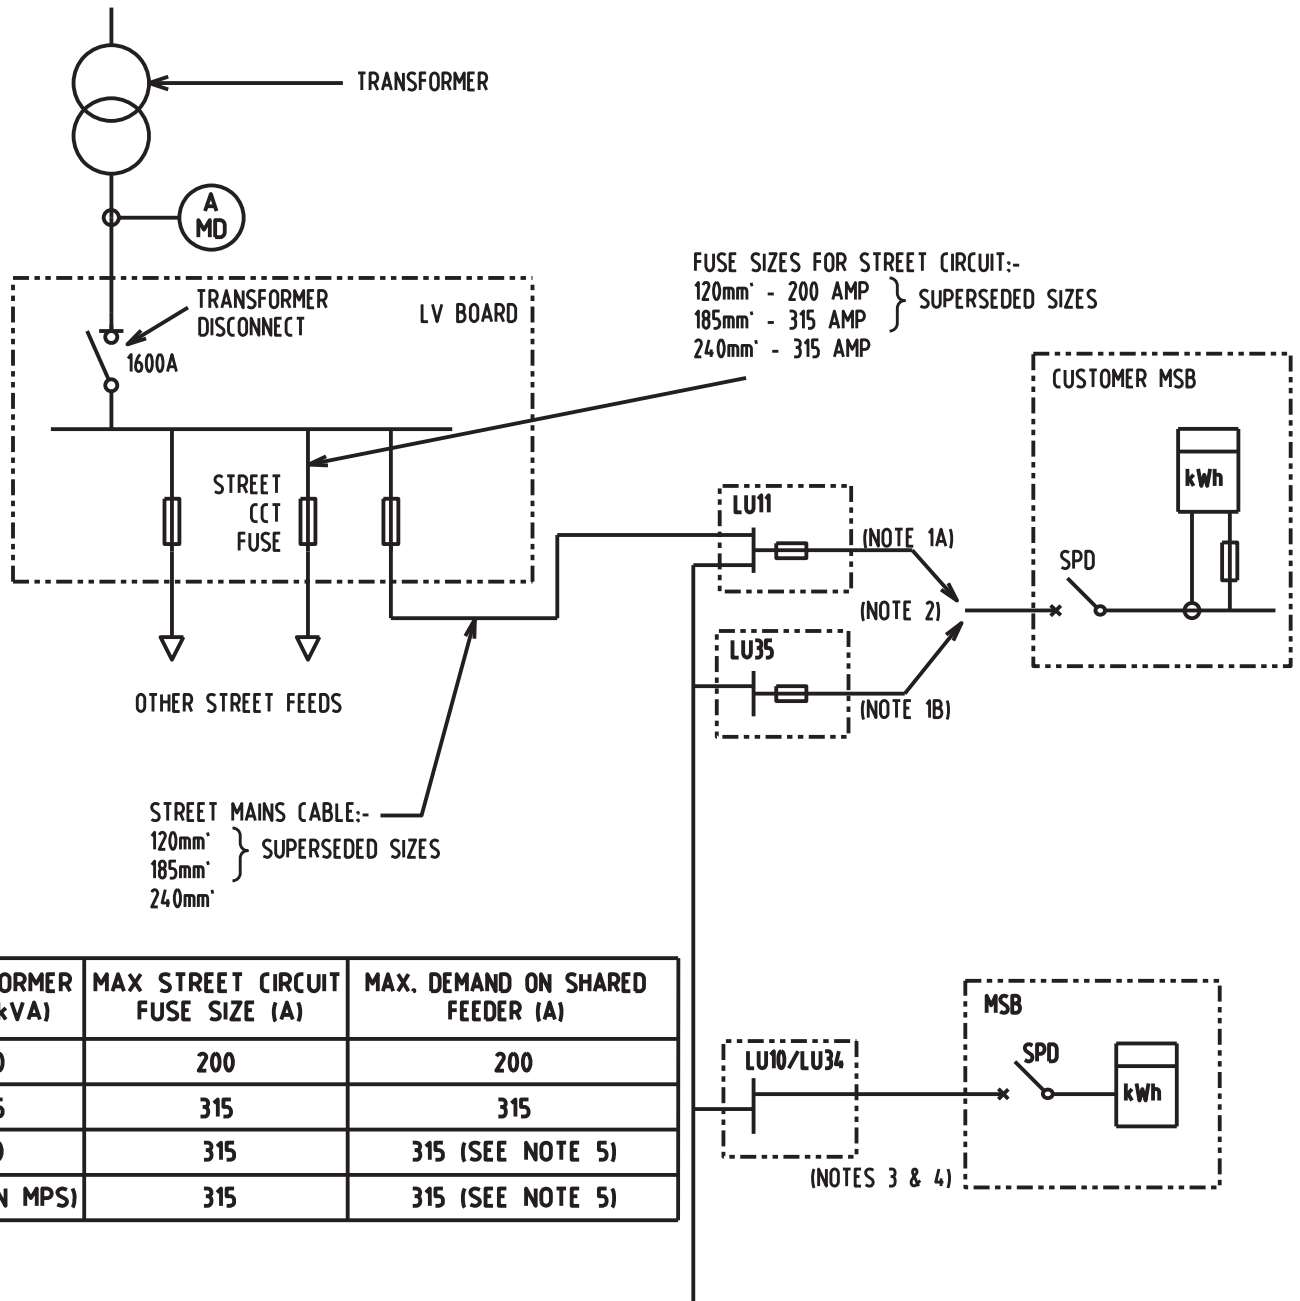 TRANSFORMER
A
MD
TRANSFORMER
DISCONNECT
LV BOARD
1600A
FUSE SIZES FOR STREET CIRCUIT:-
120mm² - 200 AMP
185mm² - 315 AMP
SUPERSEDED SIZES
240mm² - 315 AMP
CUSTOMER MSB
kWh
SPD
STREET
CCT
FUSE
LU11
(NOTE 1A)
(NOTE 2)
LU35
(NOTE 1B)
OTHER STREET FEEDS
STREET MAINS CABLE:-
120mm²
185mm²
SUPERSEDED SIZES
240mm²
ORMER MAX STREET CIRCUIT MAX. DEMAND ON SHARED
kVA) FUSE SIZE (A) FEEDER (A)
200 200
315 315
315 315 (SEE NOTE 5)
N MPS) 315 315 (SEE NOTE 5)
MSB
SPD
kWh
LU10/LU34
(NOTES 3 & 4)